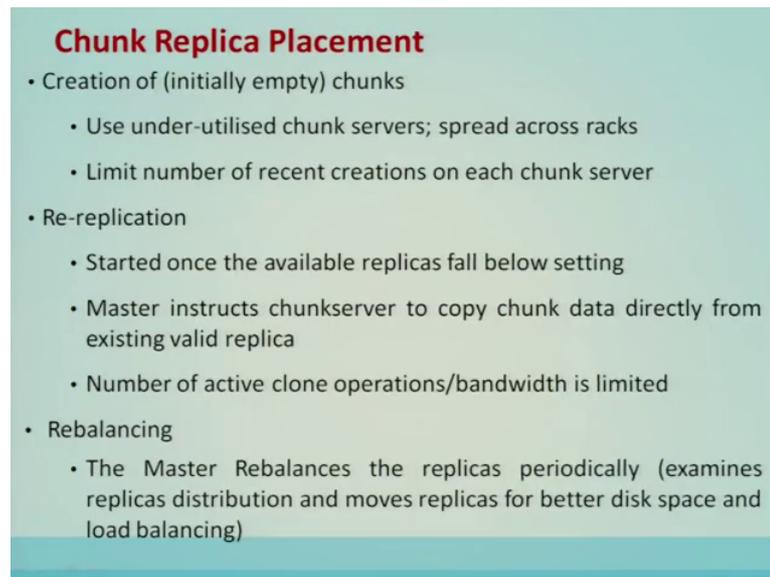 Chunk Replica Placement
• Creation of (initially empty) chunks
• Use under-utilised chunk servers; spread across racks
• Limit number of recent creations on each chunk server
• Re-replication
• Started once the available replicas fall below setting
• Master instructs chunkserver to copy chunk data directly from
existing valid replica
• Number of active clone operations/bandwidth is limited
• Rebalancing
• The Master Rebalances the replicas periodically (examines
replicas distribution and moves replicas for better disk space and
load balancing)